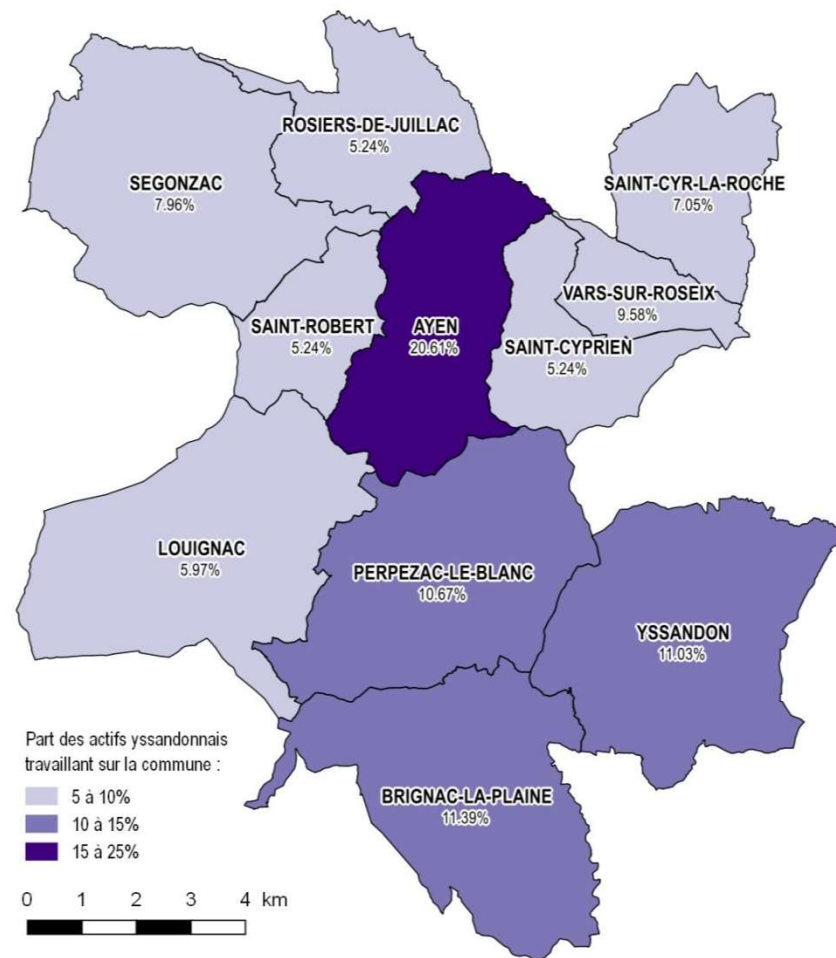 ROSIERS-DE-JUILLAC
5.24%
SEGONZAC
7.96%
SAINT-CYR-LA-ROCHE
7.05%
VARS-SUR-ROSEIX
9.58%
SAINT-ROBERT
5.24%
AYEN
20.61%
SAINT-CYPRIEN
5.24%
LOUIGNAC
5.97%
PERPEZAC-LE-BLANC
10.67%
YSSANDON
11.03%
BRIGNAC-LA-PLAINE
11.39%
Part des actifs yssandonnais
travaillant sur la commune :
5 à 10%
10 à 15%
15 à 25%
0 1 2 3 4 km